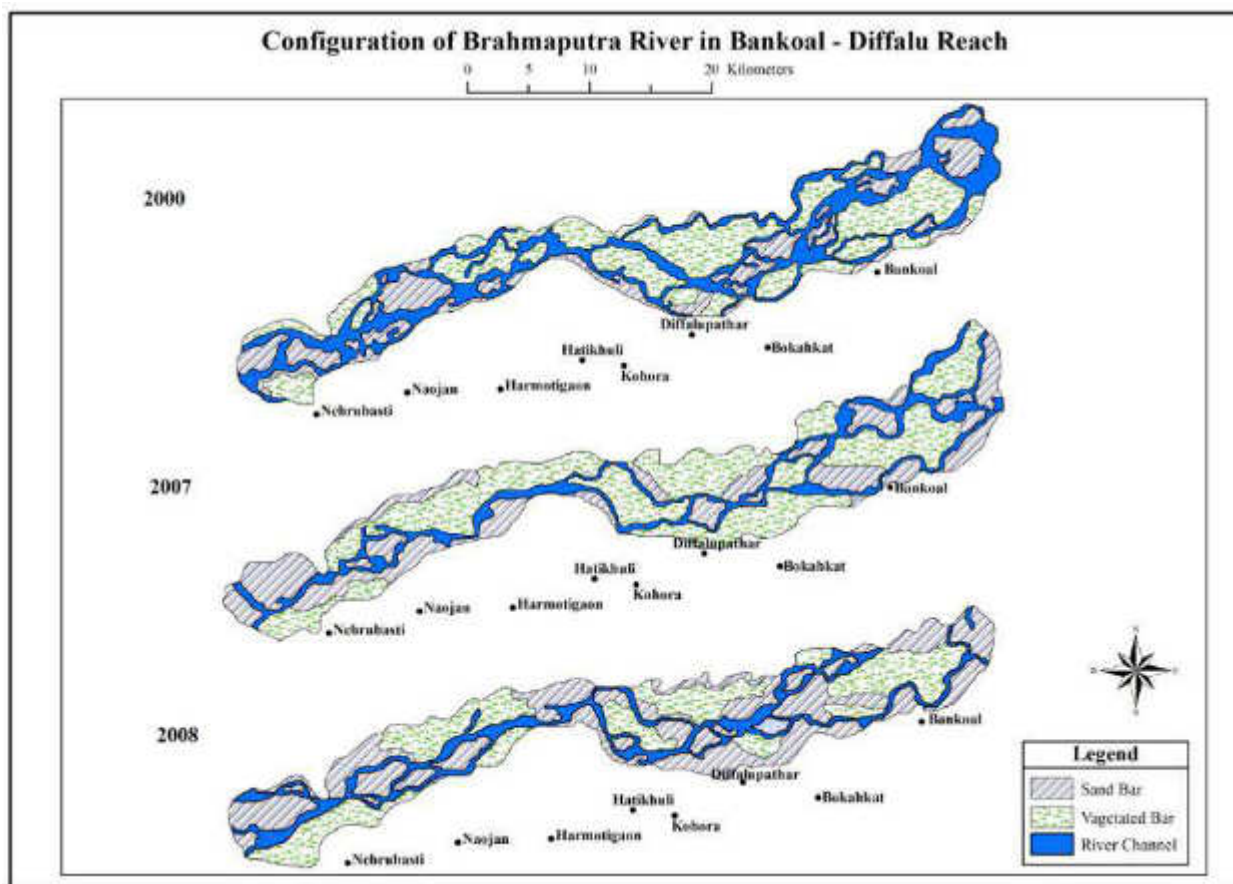 Configuration of Brahmaputra River in Bankoal - Diffalu Reach
0 5 10 20 Kilometers
2000
Bankoal
Diffalupathar
Bokahkat
Hatikhuli
Kohora
Harmotigaon
Naojan
Nehrubasti
2007
Bankoal
Diffalupathar
Bokahkat
Hatikhuli
Kohora
Harmotigaon
Naojan
Nehrubasti
2008
Bankoal
Diffalupathar
Bokahkat
Hatikhuli
Kohora
Harmotigaon
Naojan
Nehrubasti
Legend
Sand Bar
Vagetated Bar
River Channel